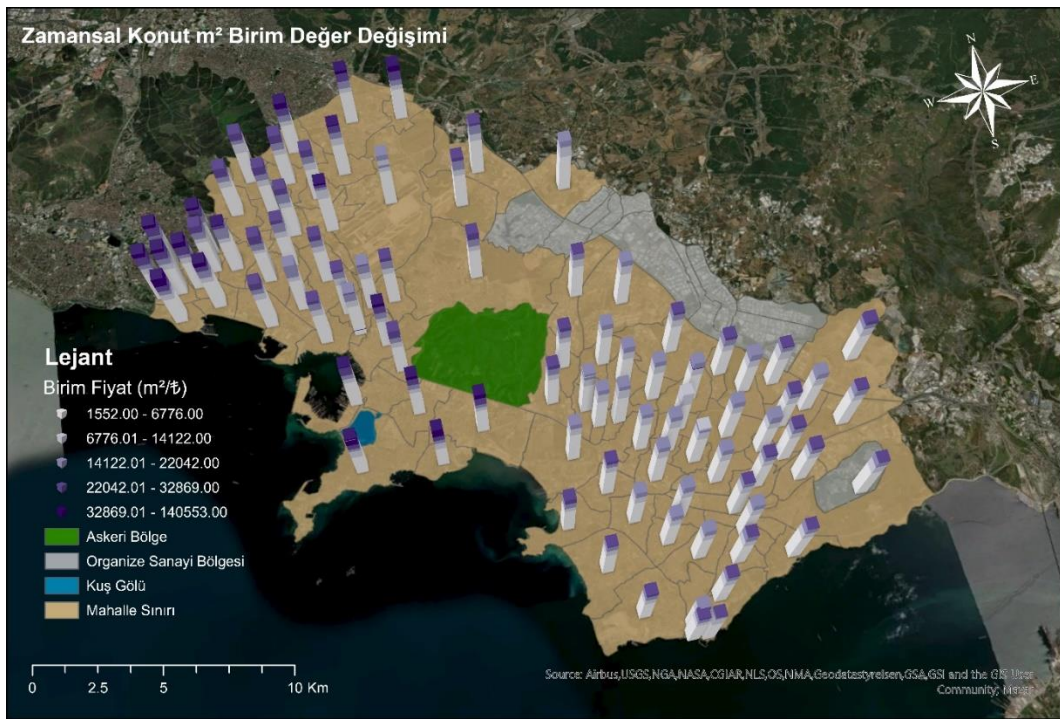 Zamansal Konut m² Birim Değer Değişimi
N
W
E
S
Lejant
Birim Fiyat (m²/₺)
1552.00 - 6776.00
6776.01 - 14122.00
14122.01 - 22042.00
22042.01 - 32869.00
32869.01 - 140553.00
Askeri Bölge
Organize Sanayi Bölgesi
Kuş Gölü
Mahalle Sınırı
0 2.5 5 10 Km
Source: Airbus,USGS,NGA,NASA,CGIAR,NLS,OS,NMA,Geodatastyrelsen,GSA,GSI and the GIS User
Community, Maxar